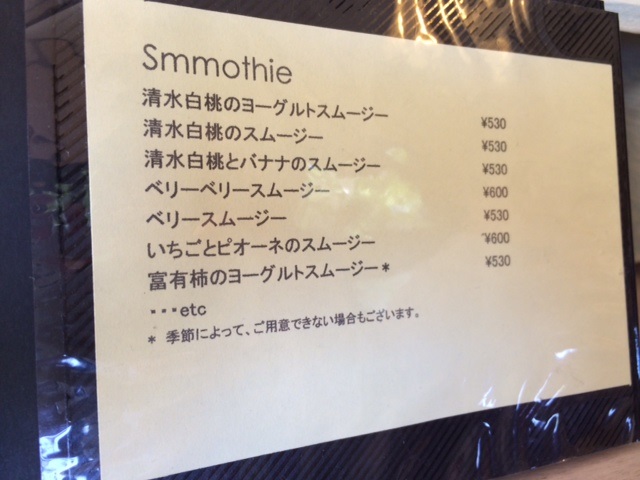 Smmothie
清水白桃のヨーグルトスムージー ¥530
清水白桃のスムージー ¥530
清水白桃とバナナのスムージー ¥530
ベリーベリースムージー ¥600
ベリースムージー ¥530
いちごとピオーネのスムージー ¥600
富有柿のヨーグルトスムージー* ¥530
・・・etc
* 季節によって、ご用意できない場合もございます。